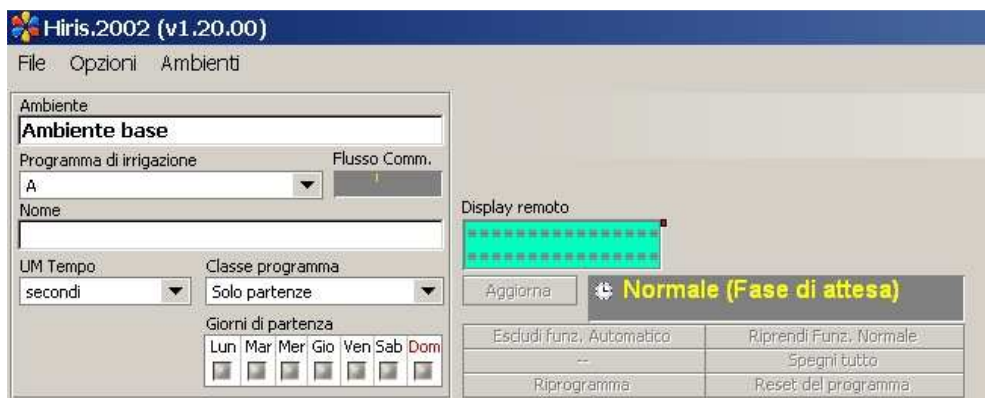 Hiris.2002 (v1.20.00)
File Opzioni Ambienti
Ambiente
Ambiente base
Programma di irrigazione Flusso Comm.
A
Nome
UM Tempo Classe programma
secondi Solo partenze
Giorni di partenza
Lun Mar Mer Gio Ven Sab Dom
Display remoto
================
================
Aggiorna Normale (Fase di attesa)
Escludi funz. Automatico Riprendi Funz. Normale
-- Spegni tutto
Riprogramma Reset del programma